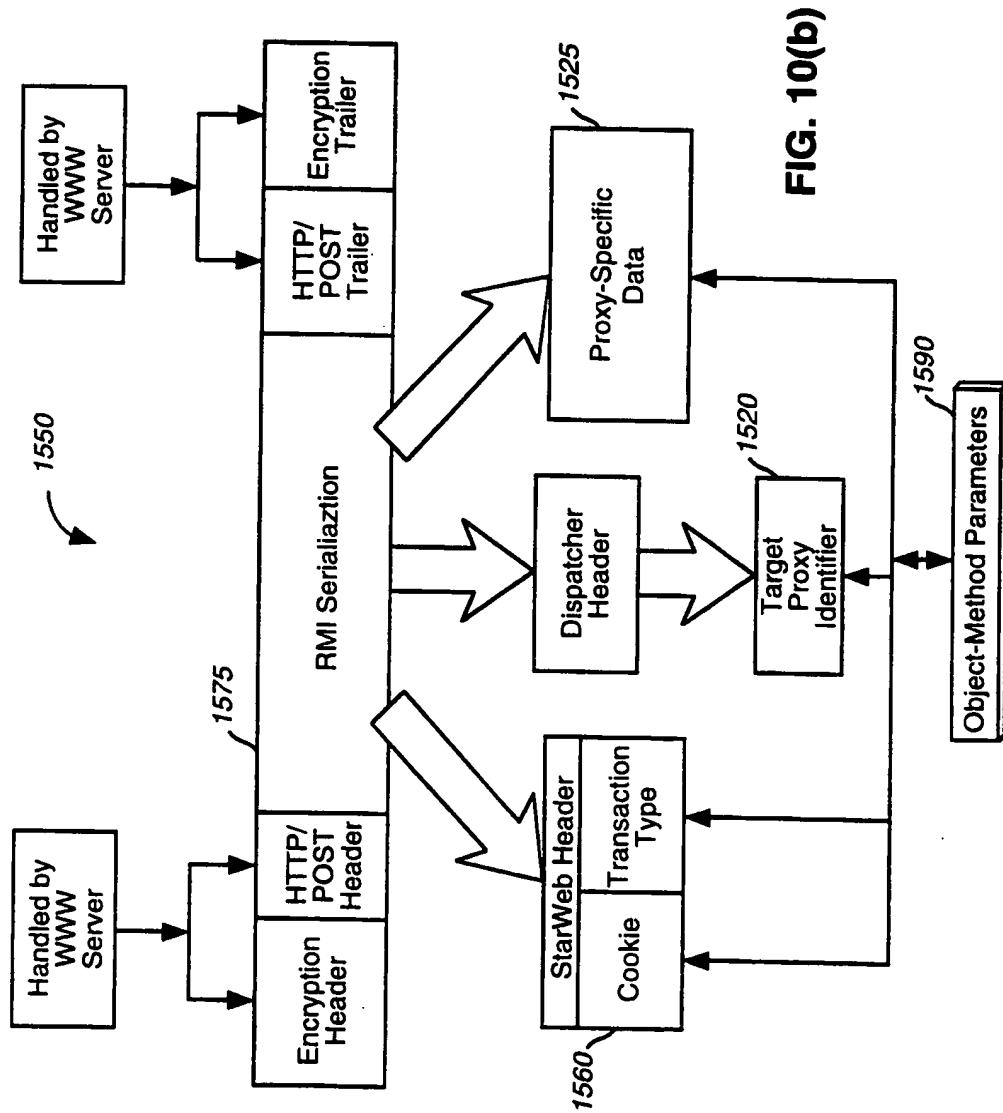 Handled by
WWW
Server
Handled by
WWW
Server
1550
1575
Encryption
Header
HTTP/
POST
Header
RMI Serialiaztion
HTTP/
POST
Trailer
Encryption
Trailer
1560
StarWeb Header
Cookie
Transaction
Type
Dispatcher
Header
1520
Target
Proxy
Identifier
1525
Proxy-Specific
Data
1590
Object-Method Parameters
FIG. 10(b)